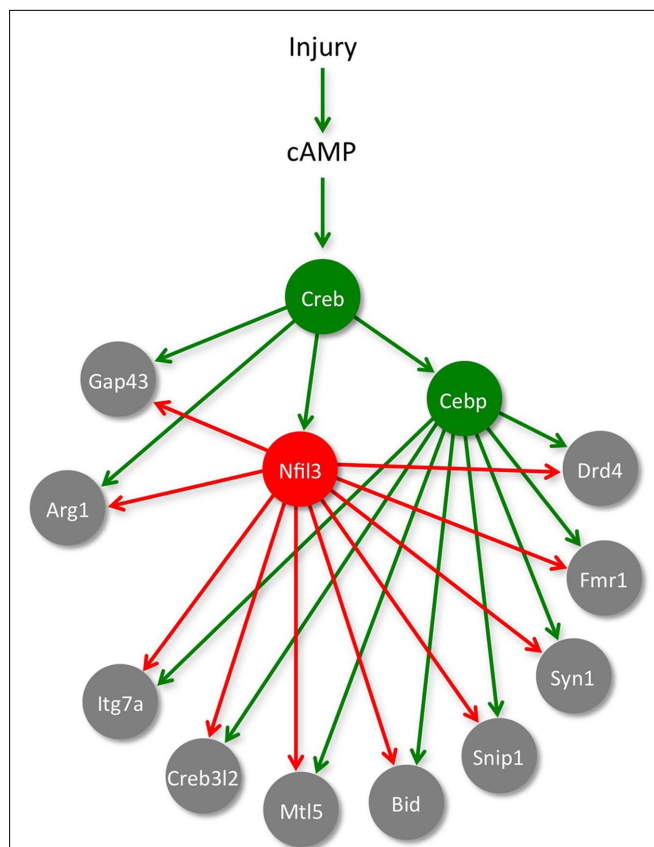 Injury
cAMP
Creb
Gap43
Cebp
Nfil3
Drd4
Arg1
Fmr1
Syn1
Itg7a
Snip1
Creb3l2
Mtl5
Bid